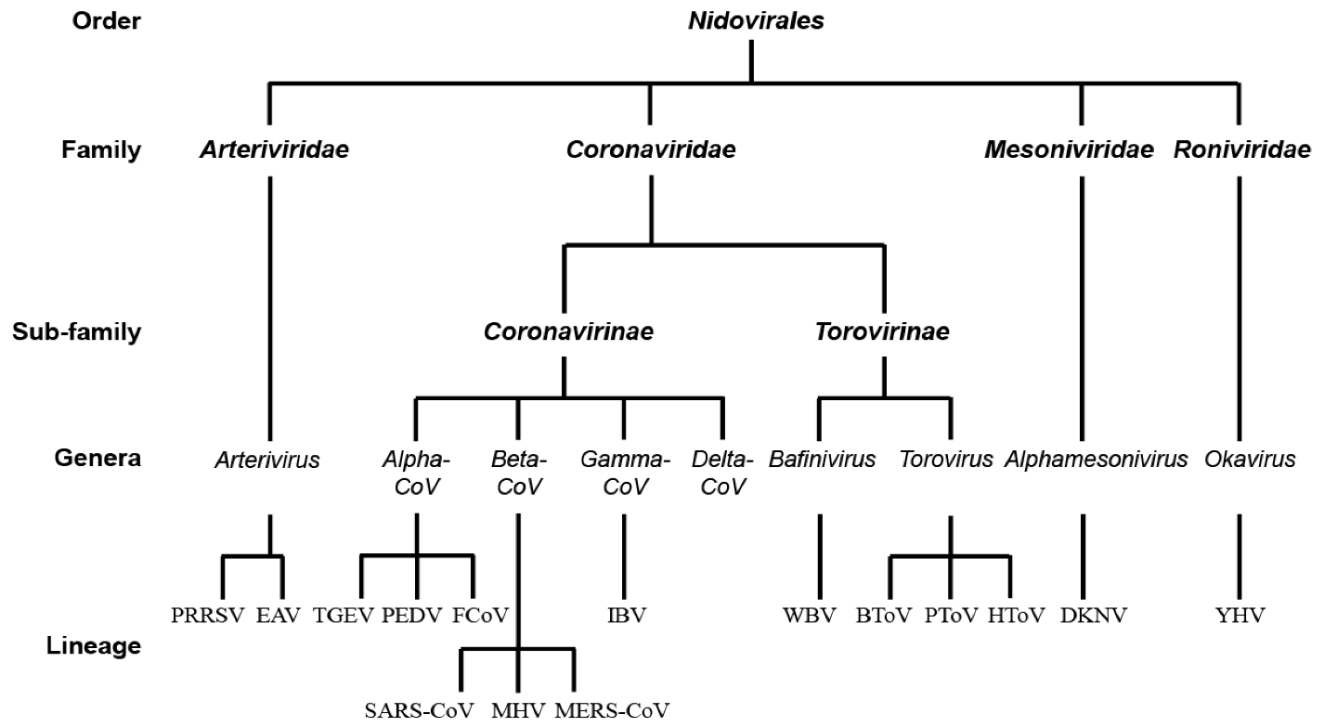 Order Nidovirales
Family Arteriviridae Coronaviridae Mesoniviridae Roniviridae
Sub-family Coronavirinae Torovirinae
Genera Arterivirus Alpha- Beta- Gamma- Delta- Bafinivirus Torovirus Alphamesonivirus Okavirus
CoV CoV CoV CoV
PRRSV EAV TGEV PEDV FCoV IBV WBV BToV PToV HToV DKNV YHV
Lineage
SARS-CoV MHV MERS-CoV